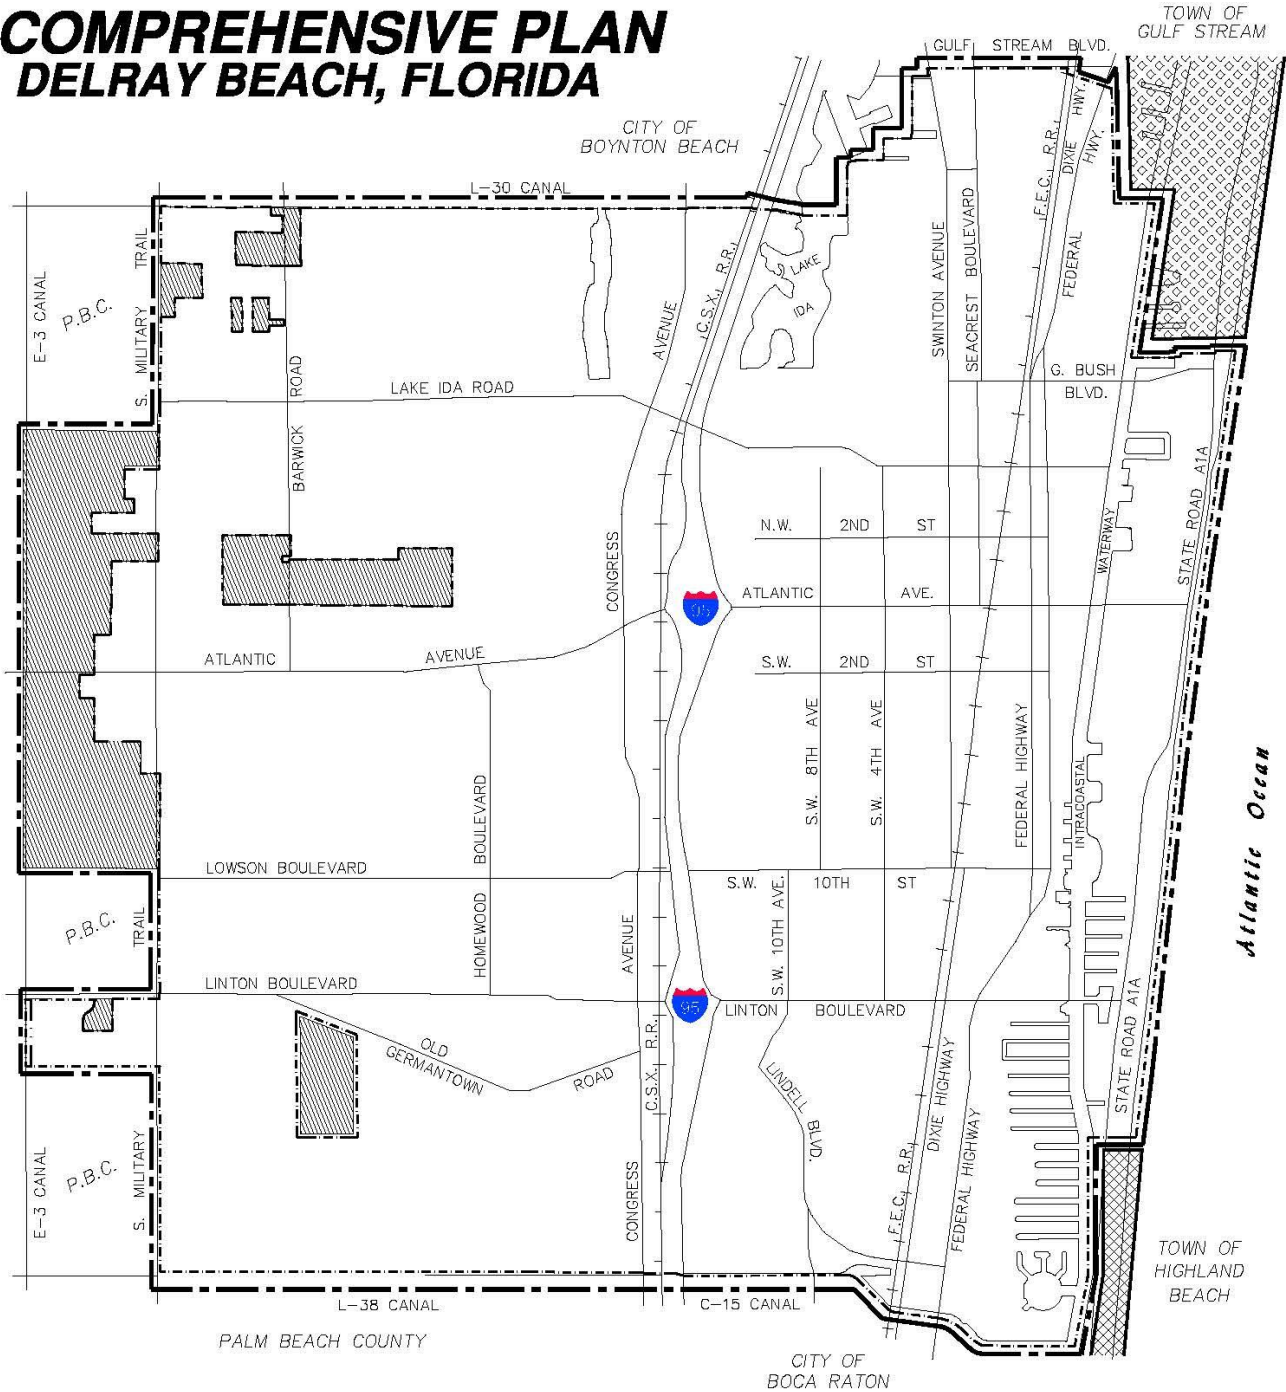 COMPREHENSIVE PLAN
DELRAY BEACH, FLORIDA
TOWN OF
GULF STREAM
GULF STREAM BLVD.
CITY OF
BOYNTON BEACH
L-30 CANAL
E-3 CANAL
P.B.C.
S. MILITARY TRAIL
BARWICK ROAD
LAKE IDA ROAD
CONGRESS AVENUE
C.S.X. R.R.
LAKE
IDA
SWINTON AVENUE
SEACREST BOULEVARD
F.E.C. R.R.
DIXIE HWY.
FEDERAL HWY.
G. BUSH
BLVD.
STATE ROAD A1A
WATERWAY
N.W. 2ND ST
95
ATLANTIC AVE.
ATLANTIC AVENUE
S.W. 2ND ST
S.W. 8TH AVE
S.W. 4TH AVE
FEDERAL HIGHWAY
INTRACOASTAL
Atlantic Ocean
HOMEWOOD BOULEVARD
LOWSON BOULEVARD
S.W. 10TH ST
S.W. 10TH AVE.
P.B.C.
TRAIL
AVENUE
LINTON BOULEVARD
95
LINTON BOULEVARD
OLD
GERMANTOWN
ROAD
C.S.X. R.R.
LINDELL BLVD.
DIXIE HIGHWAY
FEDERAL HIGHWAY
F.E.C. R.R.
STATE ROAD A1A
E-3 CANAL
P.B.C.
S. MILITARY
CONGRESS
TOWN OF
HIGHLAND
BEACH
L-38 CANAL
C-15 CANAL
PALM BEACH COUNTY
CITY OF
BOCA RATON